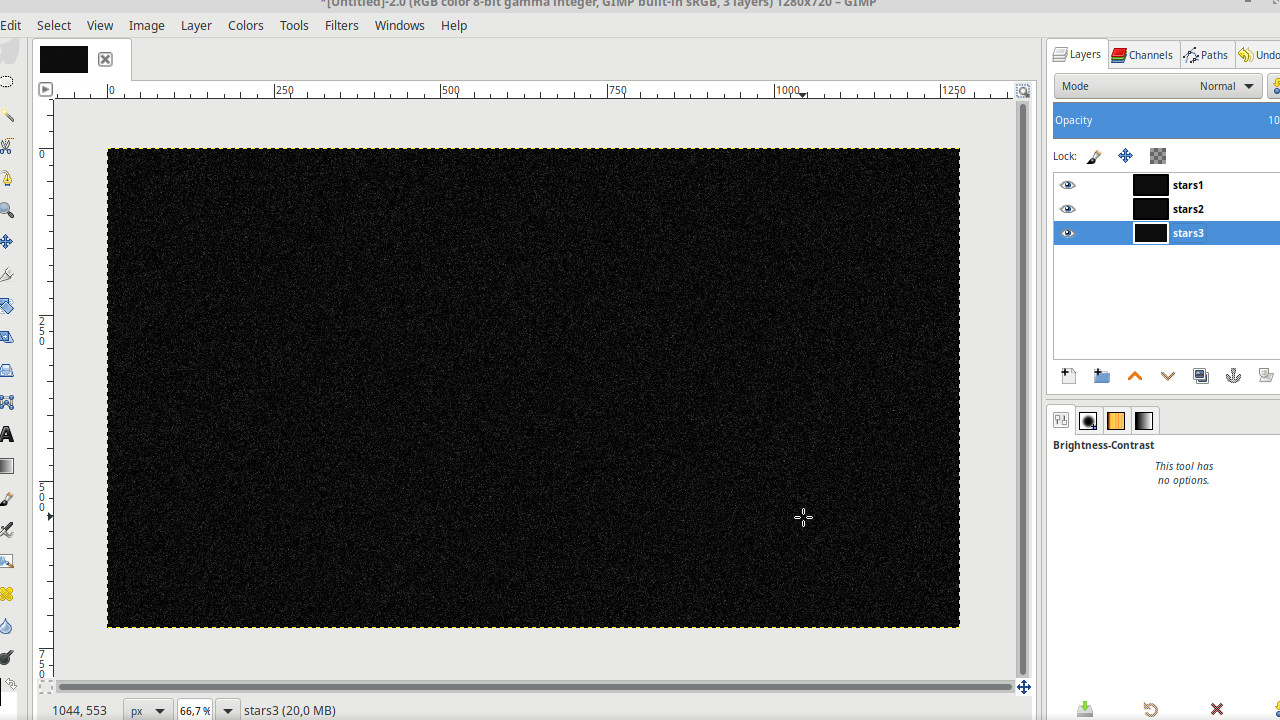 *[Untitled]-2.0 (RGB color 8-bit gamma integer, GIMP built-in sRGB, 3 layers) 1280x720 – GIMP
Edit Select View Image Layer Colors Tools Filters Windows Help
Layers Channels Paths Undo
0 250 500 750 1000 1250
Mode Normal
Opacity 10
Lock:
stars1
stars2
stars3
0
250
500
750
Brightness-Contrast
This tool has
no options.
A
1044, 553 px 66,7 % stars3 (20,0 MB)